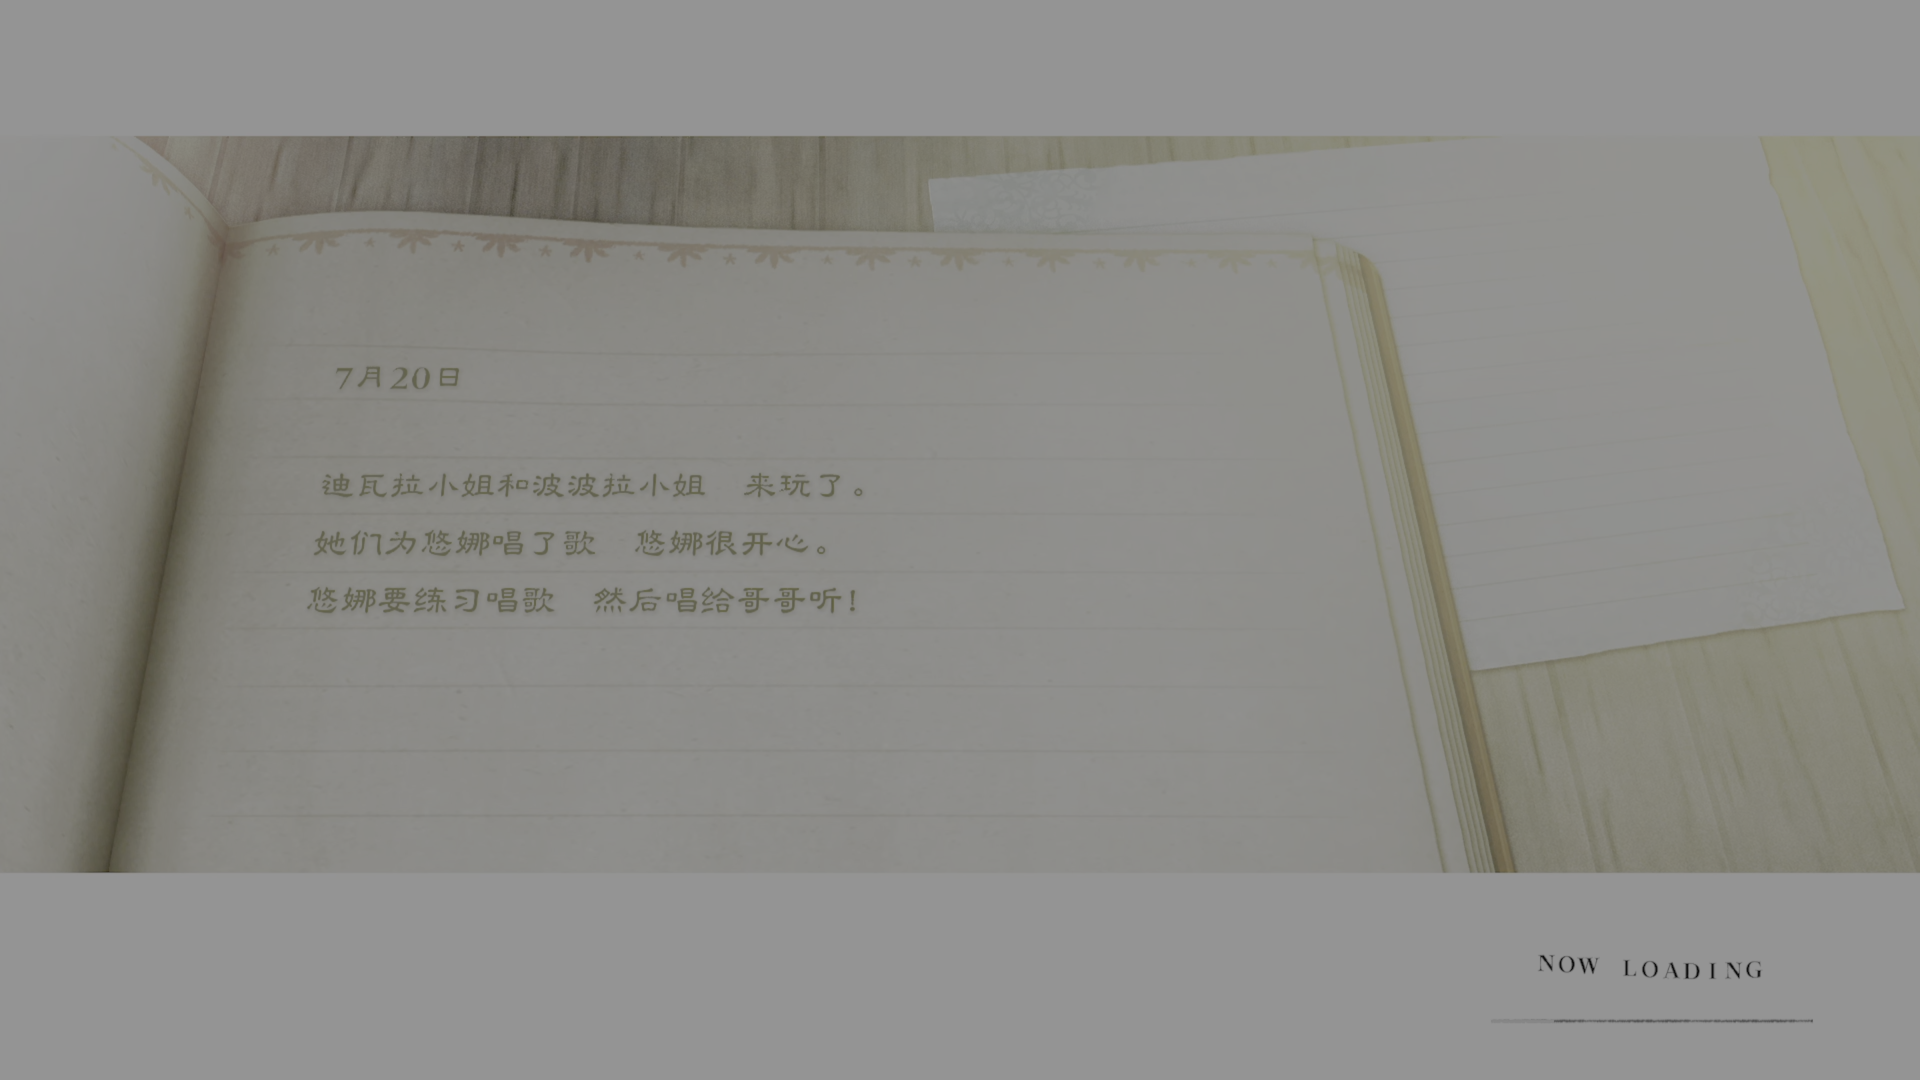 7月20日
迪瓦拉小姐和波波拉小姐　来玩了。
她们为悠娜唱了歌　悠娜很开心。
悠娜要练习唱歌　然后唱给哥哥听！
NOW LOADING